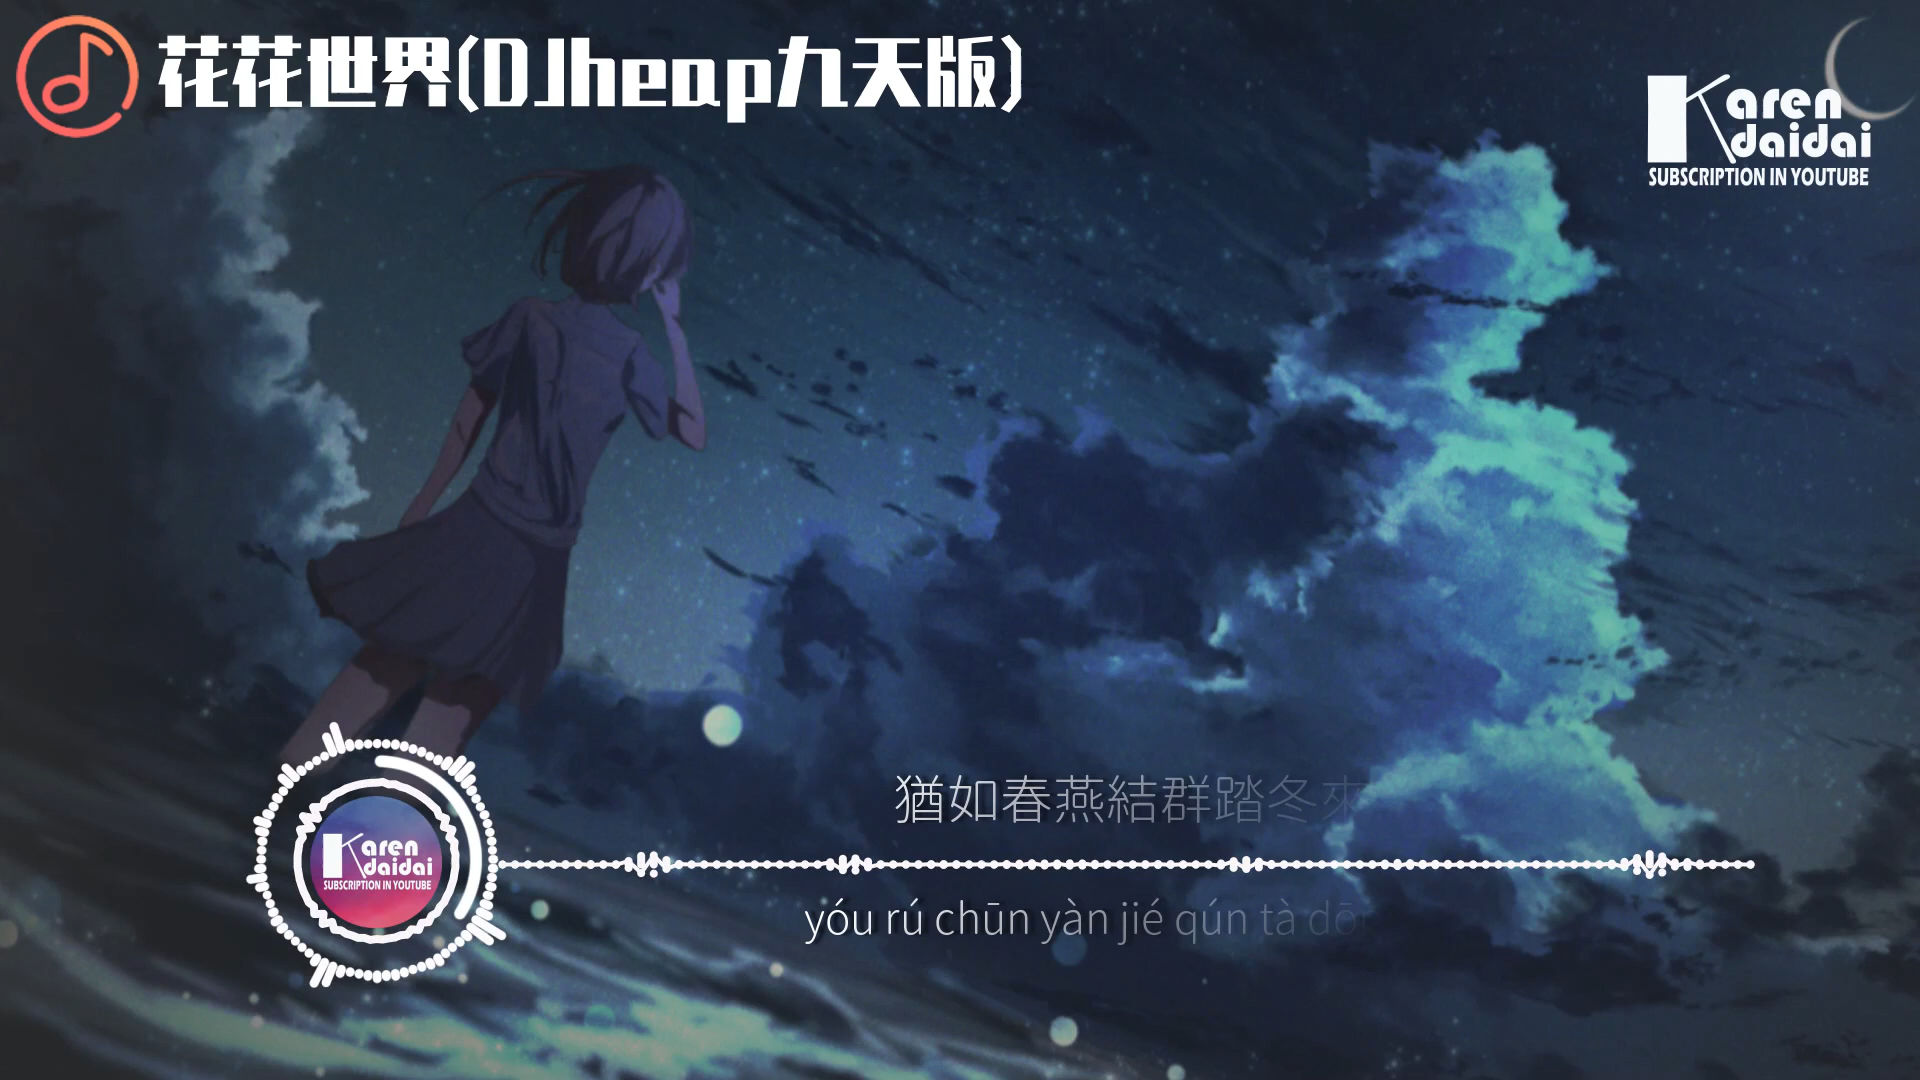 花花世界(DJheap九天版)
Karen
daidai
SUBSCRIPTION IN YOUTUBE
猶如春燕結群踏冬來
Karen
daidai
SUBSCRIPTION IN YOUTUBE
yóu rú chūn yàn jié qún tà dō